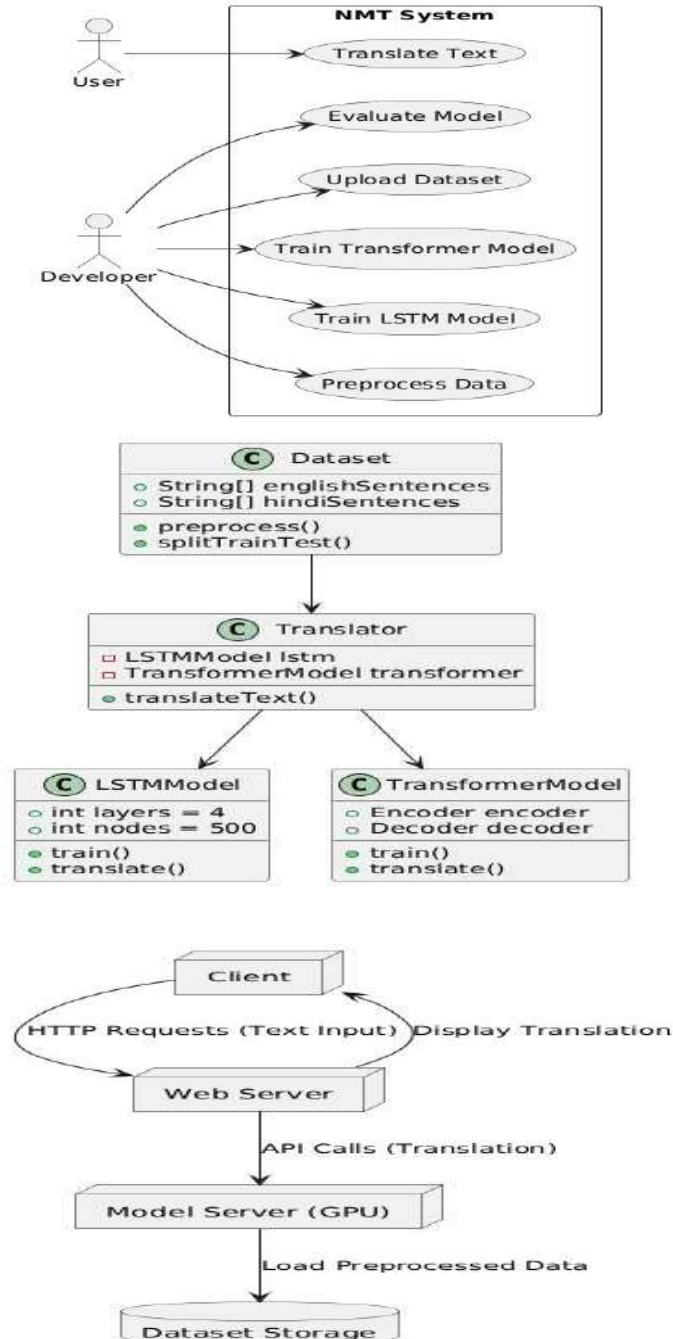 NMT System
Translate Text
User
Evaluate Model
Upload Dataset
Train Transformer Model
Developer
Train LSTM Model
Preprocess Data
C Dataset
String[] englishSentences
String[] hindiSentences
preprocess()
splitTrainTest()
C Translator
LSTMModel lstm
TransformerModel transformer
translateText()
C LSTMModel
int layers = 4
int nodes = 500
train()
translate()
C TransformerModel
Encoder encoder
Decoder decoder
train()
translate()
Client
HTTP Requests (Text Input)
Display Translation
Web Server
API Calls (Translation)
Model Server (GPU)
Load Preprocessed Data
Dataset Storage